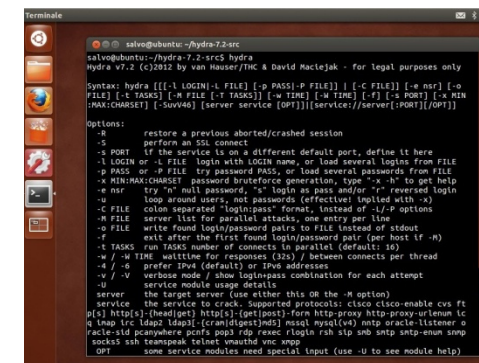 Terminale
salvo@ubuntu: ~/hydra-7.2-src
salvo@ubuntu:~/hydra-7.2-src$ hydra
Hydra v7.2 (c)2012 by van Hauser/THC & David Maciejak - for legal purposes only
Syntax: hydra [[[-l LOGIN|-L FILE] [-p PASS|-P FILE]] | [-C FILE]] [-e nsr] [-o
FILE] [-t TASKS] [-M FILE [-T TASKS]] [-w TIME] [-W TIME] [-f] [-s PORT] [-x MIN
:MAX:CHARSET] [-SuvV46] [server service [OPT]]|[service://server[:PORT][/OPT]]
Options:
-R restore a previous aborted/crashed session
-S perform an SSL connect
-s PORT if the service is on a different default port, define it here
-l LOGIN or -L FILE login with LOGIN name, or load several logins from FILE
-p PASS or -P FILE try password PASS, or load several passwords from FILE
-x MIN:MAX:CHARSET password bruteforce generation, type "-x -h" to get help
-e nsr try "n" null password, "s" login as pass and/or "r" reversed login
-u loop around users, not passwords (effective! implied with -x)
-C FILE colon separated "login:pass" format, instead of -L/-P options
-M FILE server list for parallel attacks, one entry per line
-o FILE write found login/password pairs to FILE instead of stdout
-f exit after the first found login/password pair (per host if -M)
-t TASKS run TASKS number of connects in parallel (default: 16)
-w / -W TIME waittime for responses (32s) / between connects per thread
-4 / -6 prefer IPv4 (default) or IPv6 addresses
-v / -V verbose mode / show login+pass combination for each attempt
-U service module usage details
server the target server (use either this OR the -M option)
service the service to crack. Supported protocols: cisco cisco-enable cvs ft
p[s] http[s]-{head|get} http[s]-{get|post}-form http-proxy http-proxy-urlenum ic
q imap irc ldap2 ldap3[-{cram|digest}md5] mssql mysql(v4) nntp oracle-listener o
racle-sid pcanywhere pcnfs pop3 rdp rexec rlogin rsh sip smb smtp smtp-enum snmp
socks5 ssh teamspeak telnet vmauthd vnc xmpp
OPT some service modules need special input (use -U to see module help)